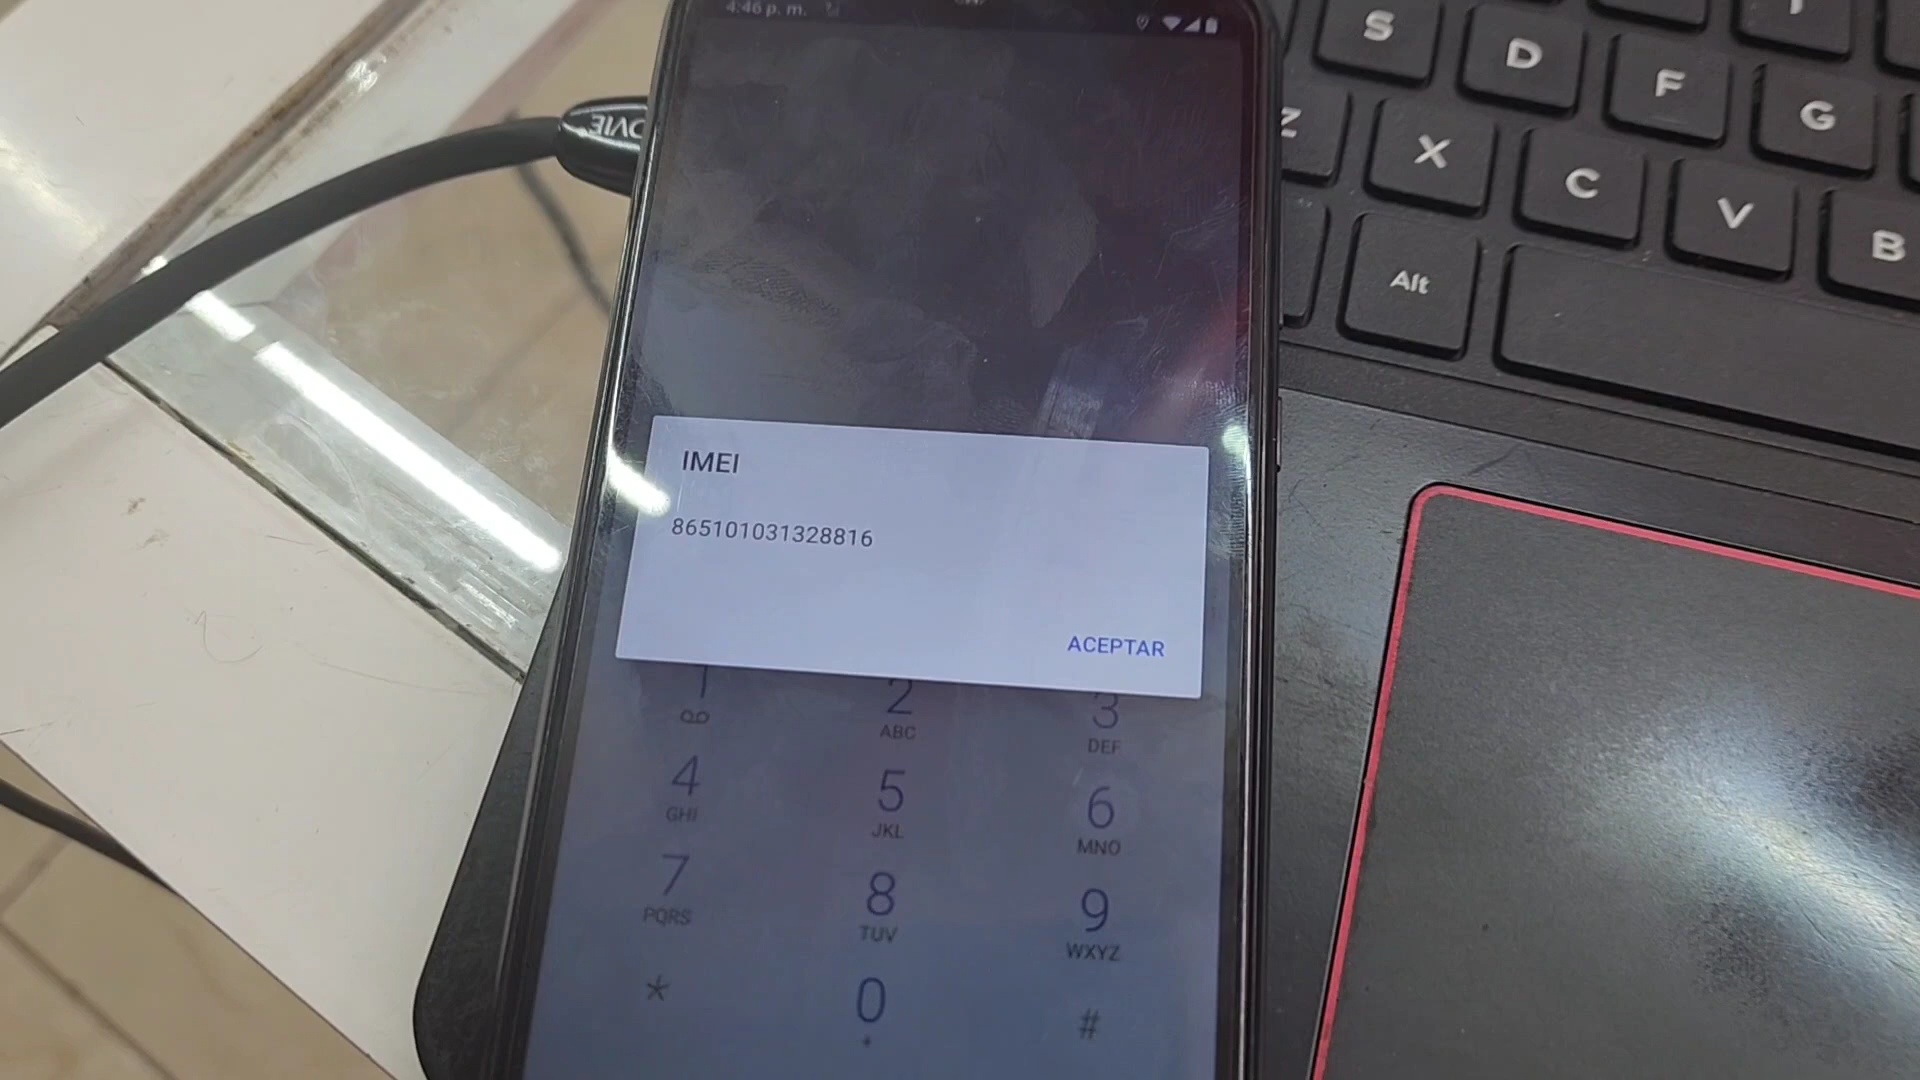 4:46 p. m.
S
D
F
G
Z
X
C
V
B
Alt
IMEI
865101031328816
ACEPTAR
1
2
ABC
3
DEF
4
GHI
5
JKL
6
MNO
7
PQRS
8
TUV
9
WXYZ
*
0
+
#